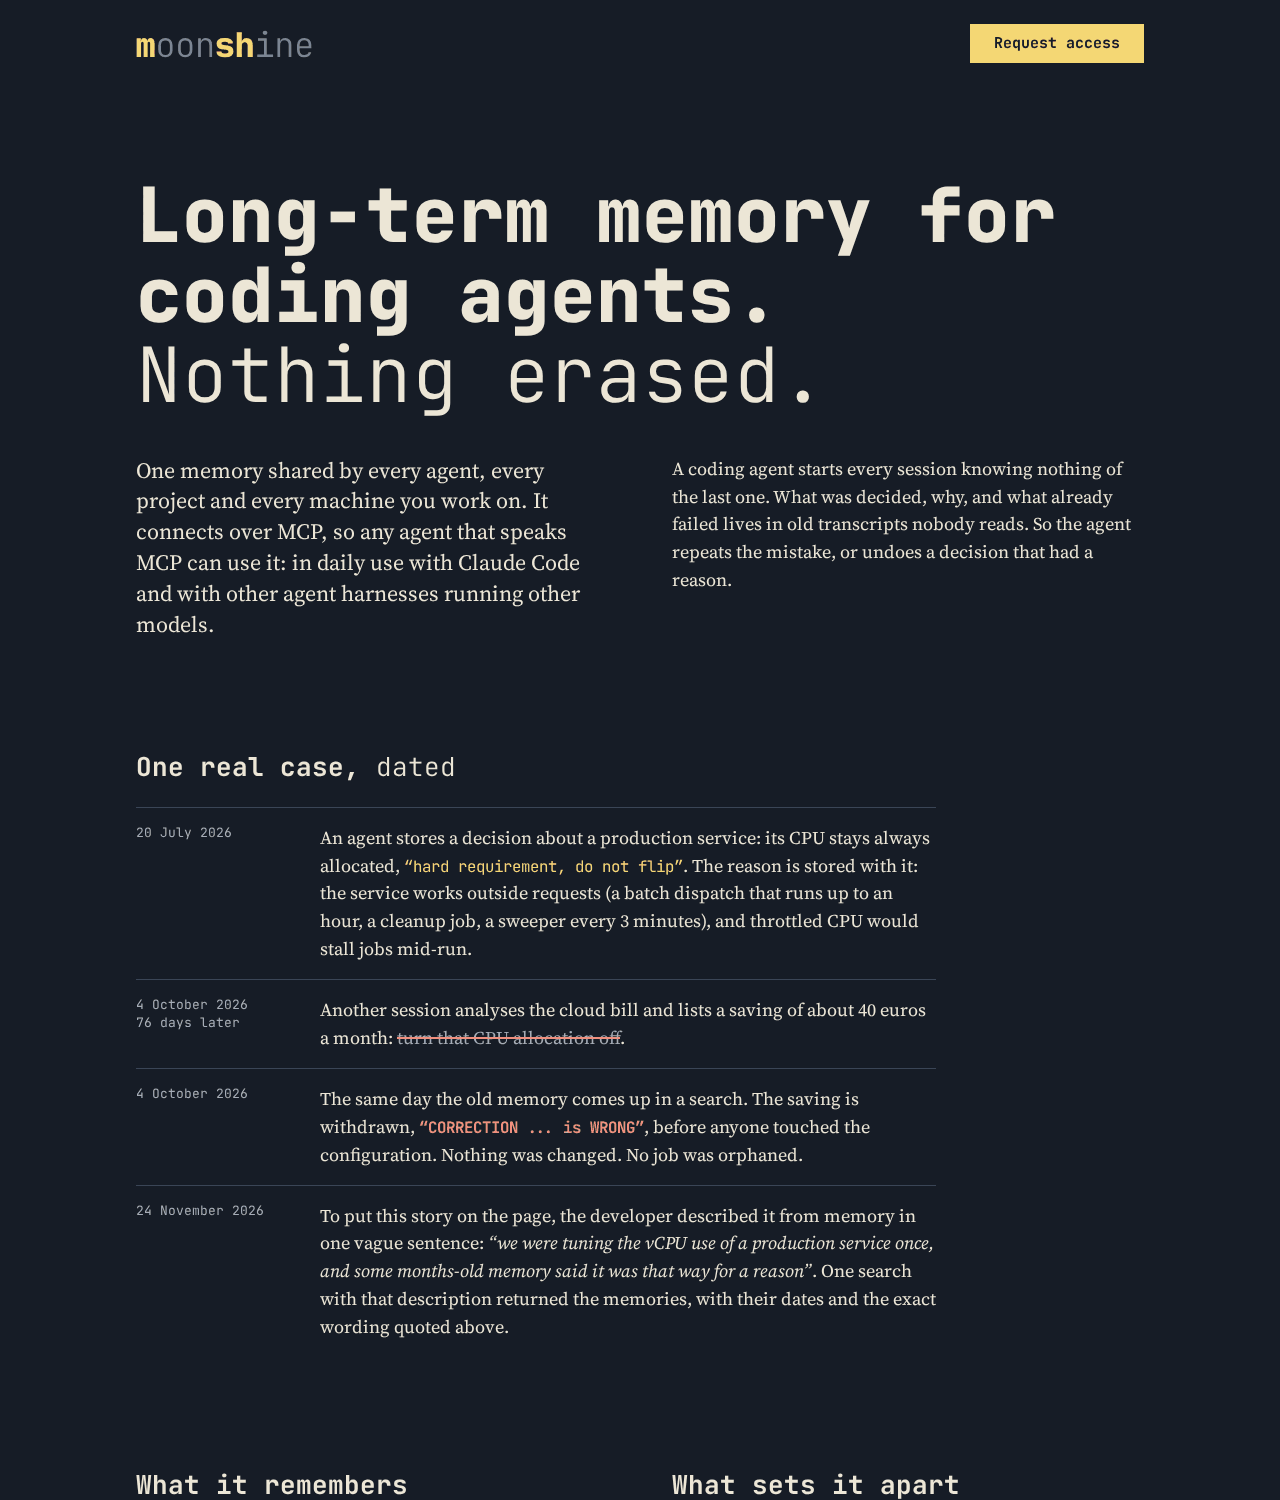 moonshine
Request access
Long-term memory for
coding agents.
Nothing erased.
One memory shared by every agent, every
project and every machine you work on. It
connects over MCP, so any agent that speaks
MCP can use it: in daily use with Claude Code
and with other agent harnesses running other
models.
A coding agent starts every session knowing nothing of
the last one. What was decided, why, and what already
failed lives in old transcripts nobody reads. So the agent
repeats the mistake, or undoes a decision that had a
reason.
One real case, dated
20 July 2026
An agent stores a decision about a production service: its CPU stays always
allocated, “hard requirement, do not flip”. The reason is stored with it:
the service works outside requests (a batch dispatch that runs up to an
hour, a cleanup job, a sweeper every 3 minutes), and throttled CPU would
stall jobs mid-run.
4 October 2026
76 days later
Another session analyses the cloud bill and lists a saving of about 40 euros
a month: turn that CPU allocation off.
4 October 2026
The same day the old memory comes up in a search. The saving is
withdrawn, “CORRECTION ... is WRONG”, before anyone touched the
configuration. Nothing was changed. No job was orphaned.
24 November 2026
To put this story on the page, the developer described it from memory in
one vague sentence: “we were tuning the vCPU use of a production service once,
and some months-old memory said it was that way for a reason”. One search
with that description returned the memories, with their dates and the exact
wording quoted above.
What it remembers
What sets it apart